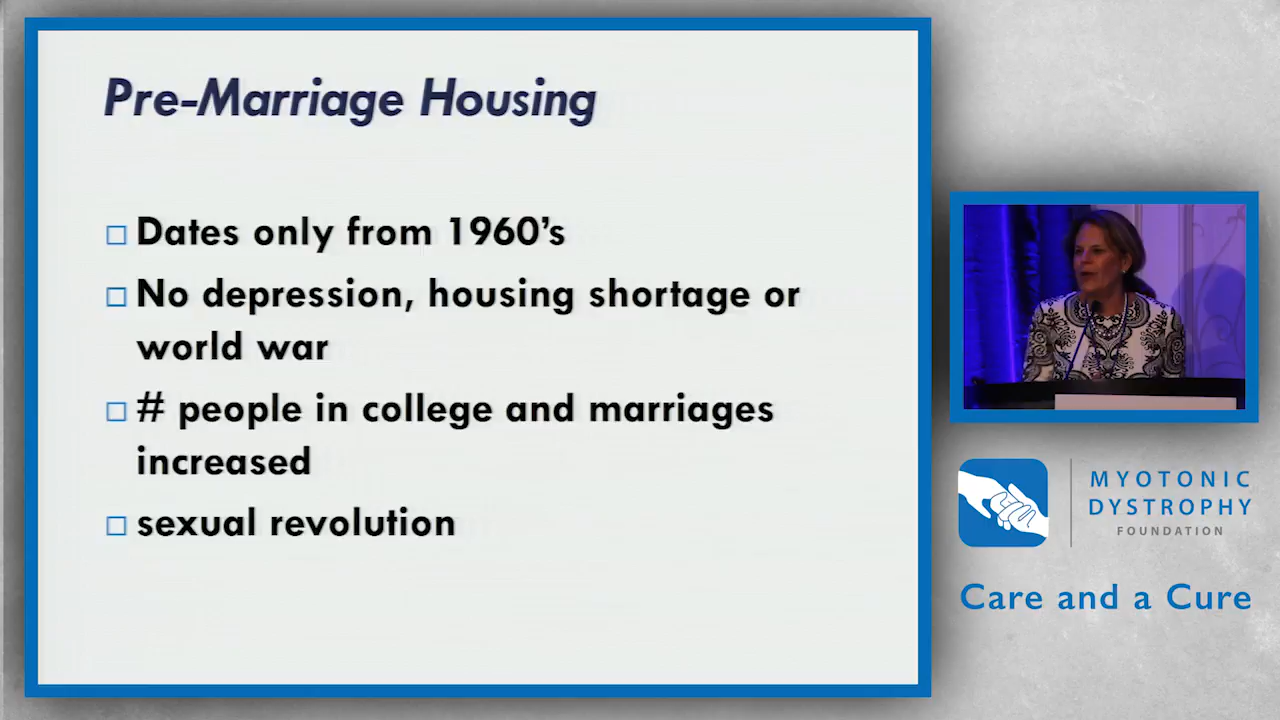 Pre-Marriage Housing
Dates only from 1960's
No depression, housing shortage or
world war
# people in college and marriages
increased
sexual revolution
MYOTONIC
DYSTROPHY
FOUNDATION
Care and a Cure